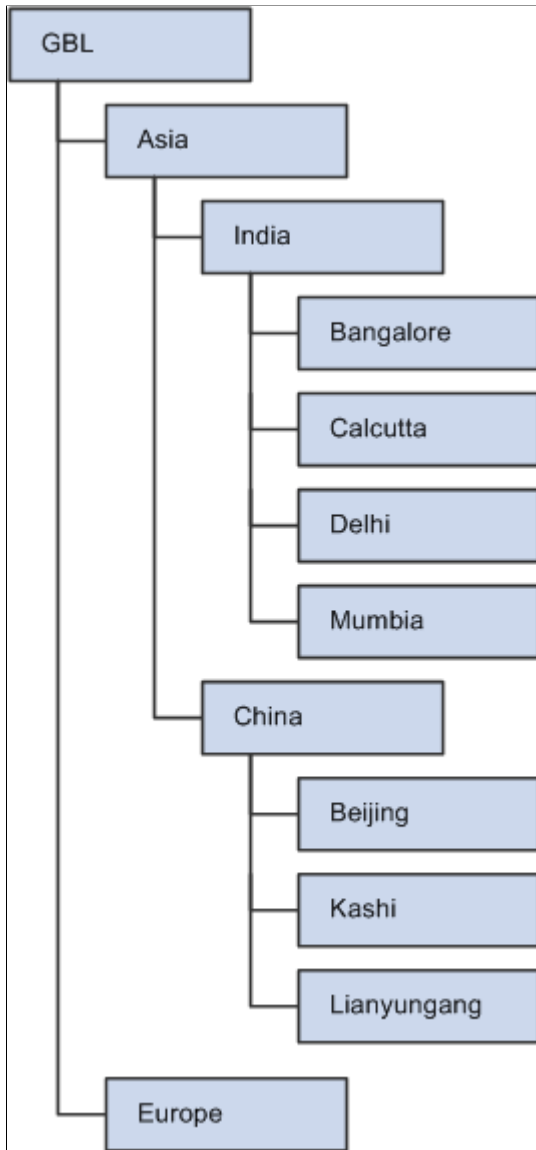 GBL
Asia
India
Bangalore
Calcutta
Delhi
Mumbia
China
Beijing
Kashi
Lianyungang
Europe